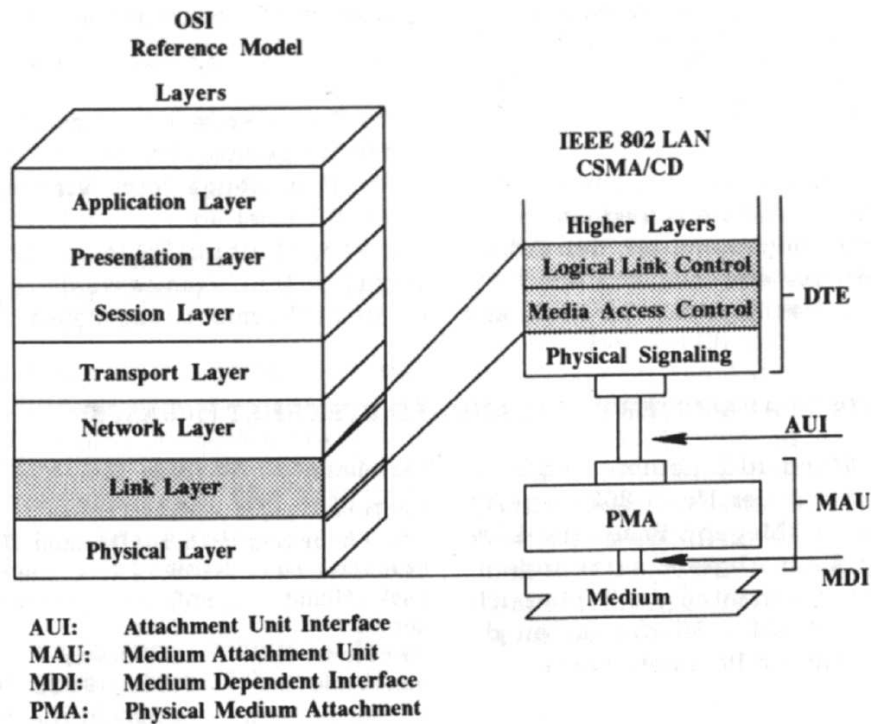 OSI
Reference Model
Layers
Application Layer
Presentation Layer
Session Layer
Transport Layer
Network Layer
Link Layer
Physical Layer
IEEE 802 LAN
CSMA/CD
Higher Layers
Logical Link Control
Media Access Control
Physical Signaling
DTE
AUI
PMA
MAU
MDI
Medium
AUI: Attachment Unit Interface
MAU: Medium Attachment Unit
MDI: Medium Dependent Interface
PMA: Physical Medium Attachment